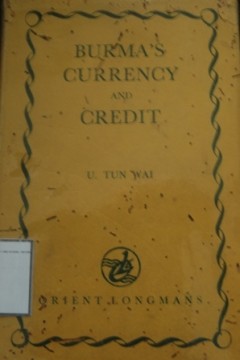 BURMA'S
CURRENCY
AND
CREDIT
U. TUN WAI
ORIENT LONGMANS